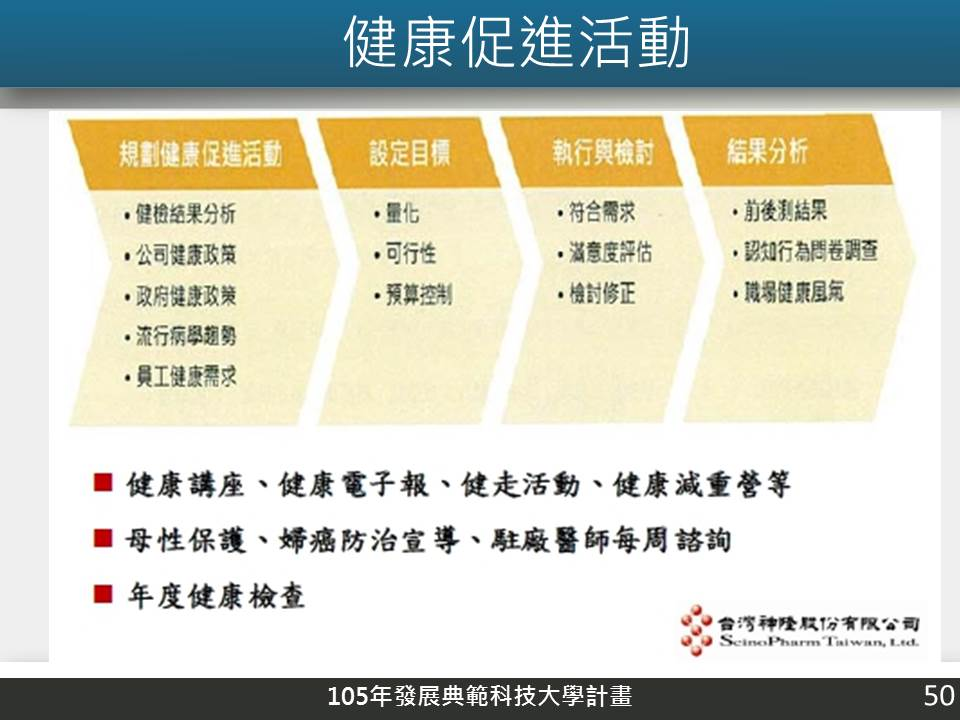 健康促進活動
規劃健康促進活動
• 健檢結果分析
• 公司健康政策
• 政府健康政策
• 流行病學趨勢
• 員工健康需求
設定目標
• 量化
• 可行性
• 預算控制
執行與檢討
• 符合需求
• 滿意度評估
• 檢討修正
結果分析
• 前後測結果
• 認知行為問卷調查
• 職場健康風氣
■ 健康講座、健康電子報、健走活動、健康減重營等
■ 母性保護、婦癌防治宣導、駐廠醫師每周諮詢
■ 年度健康檢查
台灣神隆股份有限公司
ScinoPharm Taiwan, Ltd.
105年發展典範科技大學計畫
50